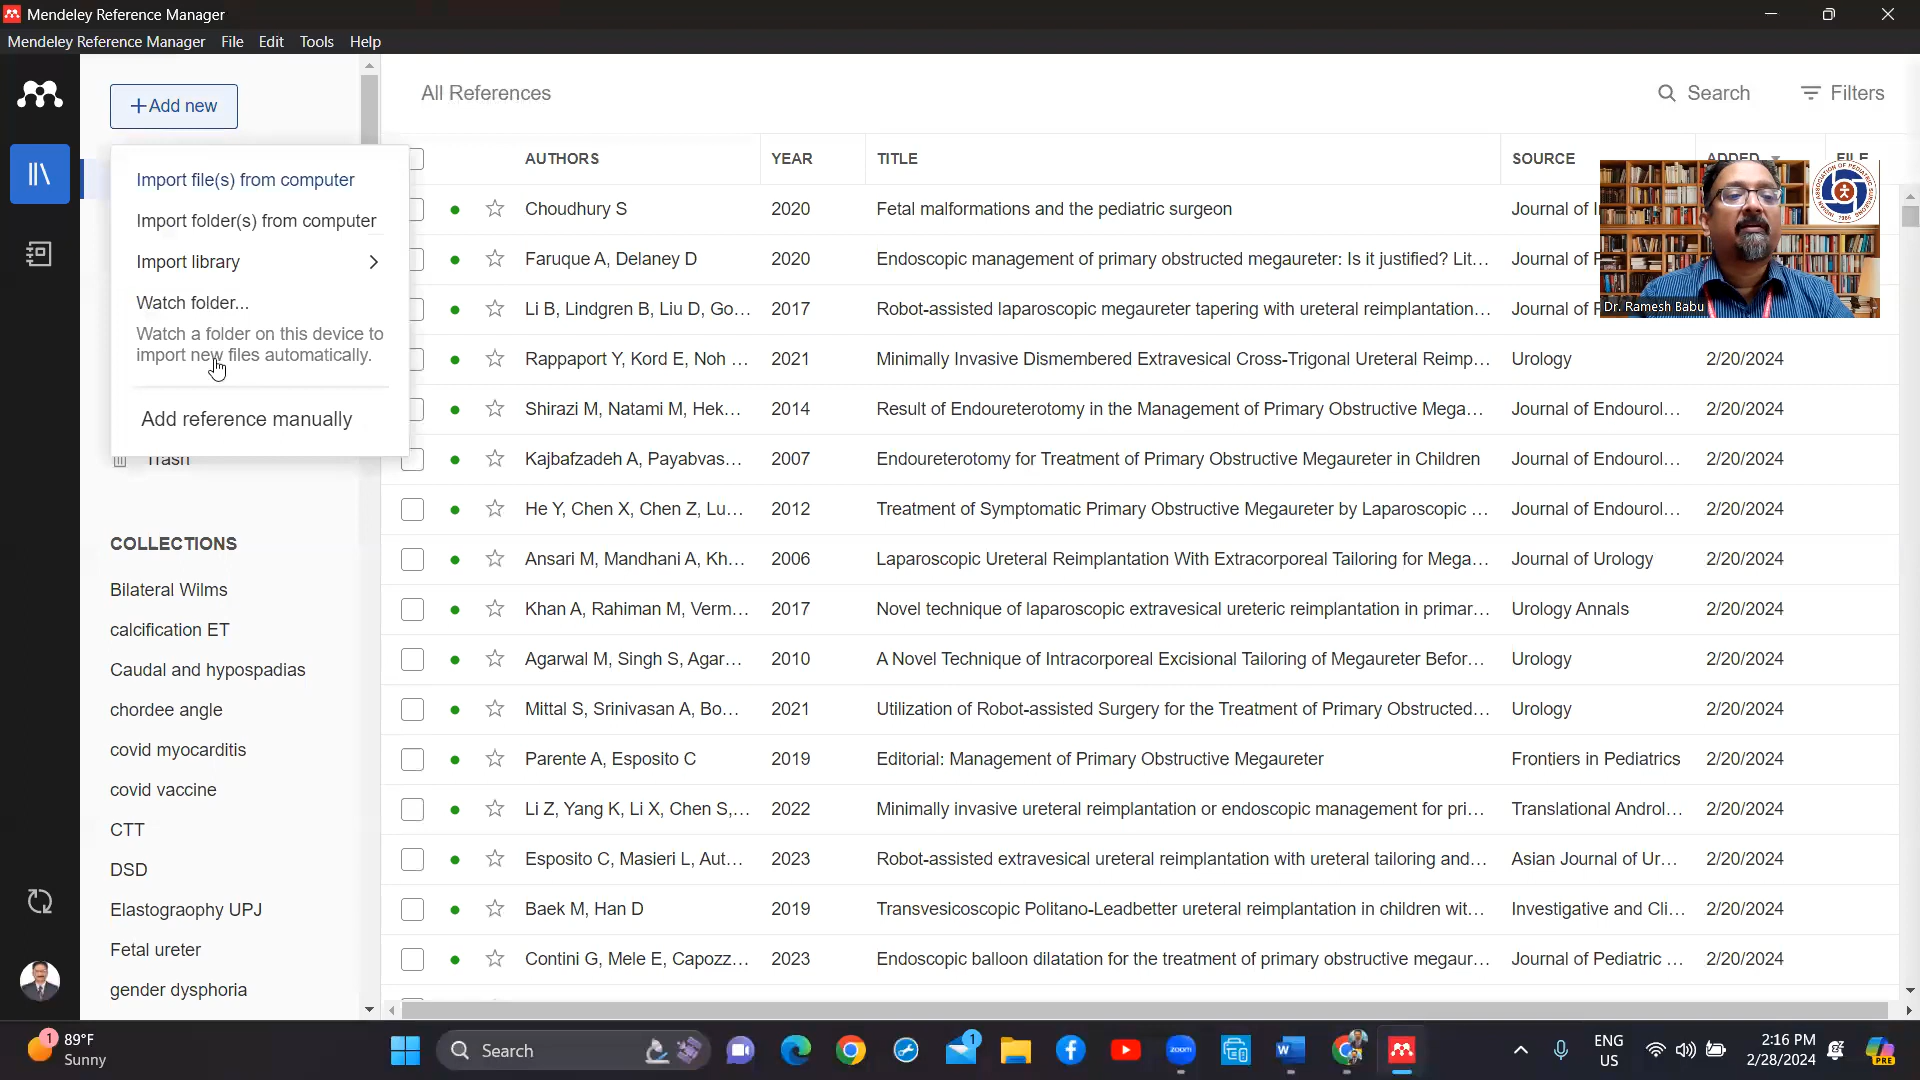 Mendeley Reference Manager
Mendeley Reference Manager File Edit Tools Help
+Add new
All References
Search
Filters
AUTHORS YEAR TITLE SOURCE ADDED FILE
Import file(s) from computer
Import folder(s) from computer
Import library
Watch folder...
Watch a folder on this device to
import new files automatically.
Add reference manually
Trash
COLLECTIONS
Bilateral Wilms
calcification ET
Caudal and hypospadias
chordee angle
covid myocarditis
covid vaccine
CTT
DSD
Elastograophy UPJ
Fetal ureter
gender dysphoria
Choudhury S 2020 Fetal malformations and the pediatric surgeon Journal of
Faruque A, Delaney D 2020 Endoscopic management of primary obstructed megaureter: Is it justified? Lit... Journal of
Li B, Lindgren B, Liu D, Go... 2017 Robot-assisted laparoscopic megaureter tapering with ureteral reimplantation... Journal of
Rappaport Y, Kord E, Noh ... 2021 Minimally Invasive Dismembered Extravesical Cross-Trigonal Ureteral Reimp... Urology 2/20/2024
Shirazi M, Natami M, Hek... 2014 Result of Endoureterotomy in the Management of Primary Obstructive Mega... Journal of Endourol... 2/20/2024
Kajbafzadeh A, Payabvas... 2007 Endoureterotomy for Treatment of Primary Obstructive Megaureter in Children Journal of Endourol... 2/20/2024
He Y, Chen X, Chen Z, Lu... 2012 Treatment of Symptomatic Primary Obstructive Megaureter by Laparoscopic ... Journal of Endourol... 2/20/2024
Ansari M, Mandhani A, Kh... 2006 Laparoscopic Ureteral Reimplantation With Extracorporeal Tailoring for Mega... Journal of Urology 2/20/2024
Khan A, Rahiman M, Verm... 2017 Novel technique of laparoscopic extravesical ureteric reimplantation in primar... Urology Annals 2/20/2024
Agarwal M, Singh S, Agar... 2010 A Novel Technique of Intracorporeal Excisional Tailoring of Megaureter Befor... Urology 2/20/2024
Mittal S, Srinivasan A, Bo... 2021 Utilization of Robot-assisted Surgery for the Treatment of Primary Obstructed... Urology 2/20/2024
Parente A, Esposito C 2019 Editorial: Management of Primary Obstructive Megaureter Frontiers in Pediatrics 2/20/2024
Li Z, Yang K, Li X, Chen S,... 2022 Minimally invasive ureteral reimplantation or endoscopic management for pri... Translational Androl... 2/20/2024
Esposito C, Masieri L, Aut... 2023 Robot-assisted extravesical ureteral reimplantation with ureteral tailoring and... Asian Journal of Ur... 2/20/2024
Baek M, Han D 2019 Transvesicoscopic Politano-Leadbetter ureteral reimplantation in children wit... Investigative and Cli... 2/20/2024
Contini G, Mele E, Capozz... 2023 Endoscopic balloon dilatation for the treatment of primary obstructive megaur... Journal of Pediatric ... 2/20/2024
Dr. Ramesh Babu
1
89°F
Sunny
Search
1
zoom
W
ENG
US
2:16 PM
2/28/2024
PRE